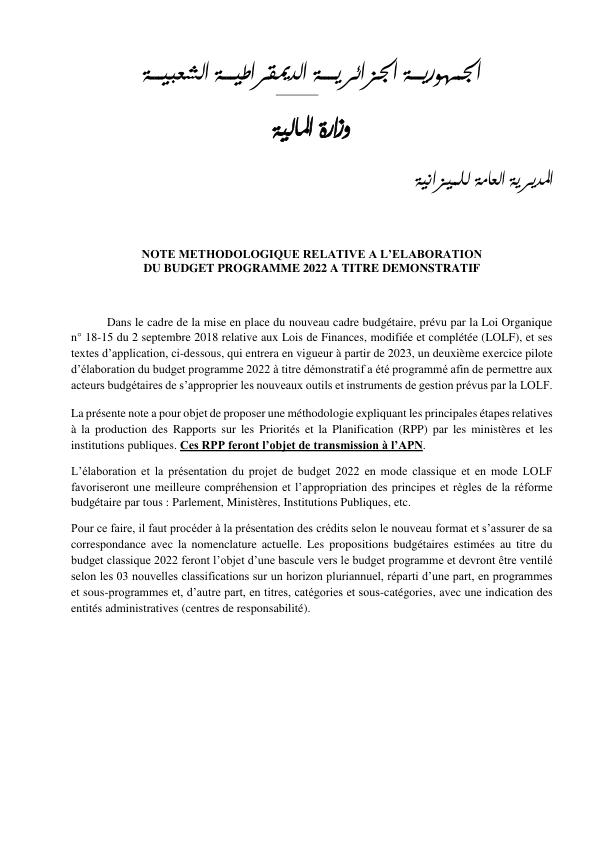 الجمهوريـــة الجزائريـــة الديمقراطيـــة الشعبيـــة
وزارة المالية
المديرية العامة للميزانية
NOTE METHODOLOGIQUE RELATIVE A L’ELABORATION
DU BUDGET PROGRAMME 2022 A TITRE DEMONSTRATIF
Dans le cadre de la mise en place du nouveau cadre budgétaire, prévu par la Loi Organique
n° 18-15 du 2 septembre 2018 relative aux Lois de Finances, modifiée et complétée (LOLF), et ses
textes d’application, ci-dessous, qui entrera en vigueur à partir de 2023, un deuxième exercice pilote
d’élaboration du budget programme 2022 à titre démostratif a été programmé afin de permettre aux
acteurs budgétaires de s’approprier les nouveaux outils et instruments de gestion prévus par la LOLF.
La présente note a pour objet de proposer une méthodologie expliquant les principales étapes relatives
à la production des Rapports sur les Priorités et la Planification (RPP) par les ministères et les
institutions publiques. Ces RPP feront l’objet de transmission à l’APN.
L’élaboration et la présentation du projet de budget 2022 en mode classique et en mode LOLF
favoriseront une meilleure compréhension et l’appropriation des principes et règles de la réforme
budgétaire par tous : Parlement, Ministères, Institutions Publiques, etc.
Pour ce faire, il faut procéder à la présentation des crédits selon le nouveau format et s’assurer de sa
correspondance avec la nomenclature actuelle. Les propositions budgétaires estimées au titre du
budget classique 2022 feront l’objet d’une bascule vers le budget programme et devront être ventilé
selon les 03 nouvelles classifications sur un horizon pluriannuel, réparti d’une part, en programmes
et sous-programmes et, d’autre part, en titres, catégories et sous-catégories, avec une indication des
entités administratives (centres de responsabilité).